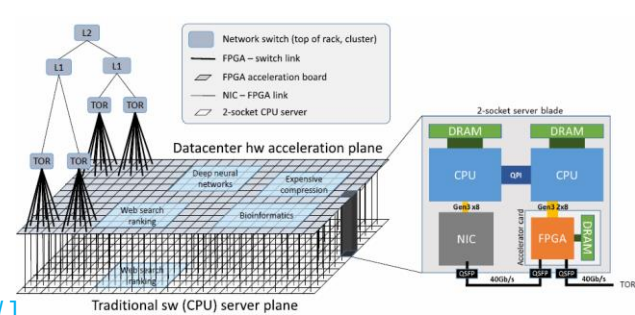 L2
L1
L1
TOR
TOR
TOR
TOR
Network switch (top of rack, cluster)
FPGA – switch link
FPGA acceleration board
NIC – FPGA link
2-socket CPU server
Datacenter hw acceleration plane
Deep neural
networks
Expensive
compression
Web search
ranking
Bioinformatics
Web search
ranking
Traditional sw (CPU) server plane
2-socket server blade
DRAM
DRAM
CPU
QPI
CPU
Gen3 x8
Gen3 2x8
NIC
Accelerator card
FPGA
DRAM
QSFP
QSFP
QSFP
40Gb/s
40Gb/s
TOR